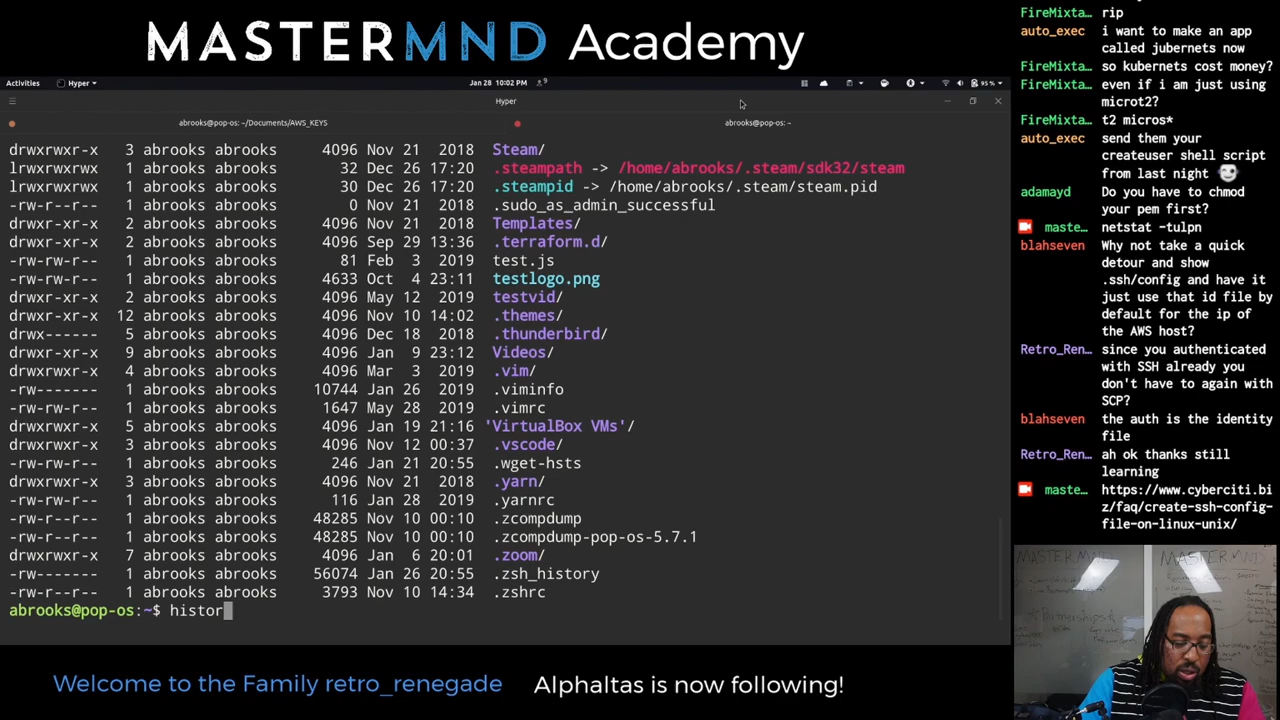 MASTERMND Academy
Activities
Hyper
Jan 28 10:02 PM
9
95 %
Hyper
abrooks@pop-os: ~/Documents/AWS_KEYS
abrooks@pop-os: ~
drwxrwxr-x 3 abrooks abrooks 4096 Nov 21 2018 Steam/
lrwxrwxrwx 1 abrooks abrooks 32 Dec 26 17:20 .steampath -> /home/abrooks/.steam/sdk32/steam
lrwxrwxrwx 1 abrooks abrooks 30 Dec 26 17:20 .steampid -> /home/abrooks/.steam/steam.pid
-rw-r--r-- 1 abrooks abrooks 0 Nov 21 2018 .sudo_as_admin_successful
drwxr-xr-x 2 abrooks abrooks 4096 Nov 21 2018 Templates/
drwxr-xr-x 2 abrooks abrooks 4096 Sep 29 13:36 .terraform.d/
-rw-r--r-- 1 abrooks abrooks 81 Feb 3 2019 test.js
-rw-r--r-- 1 abrooks abrooks 4633 Oct 4 23:11 testlogo.png
drwxr-xr-x 2 abrooks abrooks 4096 May 12 2019 testvid/
drwxr-xr-x 12 abrooks abrooks 4096 Nov 10 14:02 .themes/
drwx------ 5 abrooks abrooks 4096 Dec 18 2018 .thunderbird/
drwxr-xr-x 9 abrooks abrooks 4096 Jan 9 23:12 Videos/
drwxr-xr-x 4 abrooks abrooks 4096 Mar 3 2019 .vim/
-rw------- 1 abrooks abrooks 10744 Jan 26 2019 .viminfo
-rw-r--r-- 1 abrooks abrooks 1647 May 28 2019 .vimrc
drwxrwxr-x 5 abrooks abrooks 4096 Jan 19 21:16 'VirtualBox VMs'/
drwxrwxr-x 3 abrooks abrooks 4096 Nov 12 00:37 .vscode/
-rw-rw-r-- 1 abrooks abrooks 246 Jan 21 20:55 .wget-hsts
drwxrwxr-x 3 abrooks abrooks 4096 Nov 21 2018 .yarn/
-rw-r--r-- 1 abrooks abrooks 116 Jan 28 2019 .yarnrc
-rw-r--r-- 1 abrooks abrooks 48285 Nov 10 00:10 .zcompdump
-rw-r--r-- 1 abrooks abrooks 48285 Nov 10 00:10 .zcompdump-pop-os-5.7.1
drwxrwxr-x 7 abrooks abrooks 4096 Jan 6 20:01 .zoom/
-rw------- 1 abrooks abrooks 56074 Jan 26 20:55 .zsh_history
-rw-r--r-- 1 abrooks abrooks 3793 Nov 10 14:34 .zshrc
abrooks@pop-os:~$ histor
FireMixta… rip
auto_exec i want to make an app
called jubernets now
FireMixta… so kubernets cost money?
FireMixta… even if i am just using
microt2?
FireMixta… t2 micros*
auto_exec send them your
createuser shell script
from last night
adamayd Do you have to chmod
your pem first?
maste… netstat -tulpn
blahseven Why not take a quick
detour and show
.ssh/config and have it
just use that id file by
default for the ip of
the AWS host?
Retro_Ren… since you authenticated
with SSH already you
don't have to again with
SCP?
blahseven the auth is the identity
file
Retro_Ren… ah ok thanks still
learning
maste… https://www.cyberciti.bi
z/faq/create-ssh-config-
file-on-linux-unix/
MASTERMND
MASTERMND
Welcome to the Family retro_renegade
Alphaltas is now following!